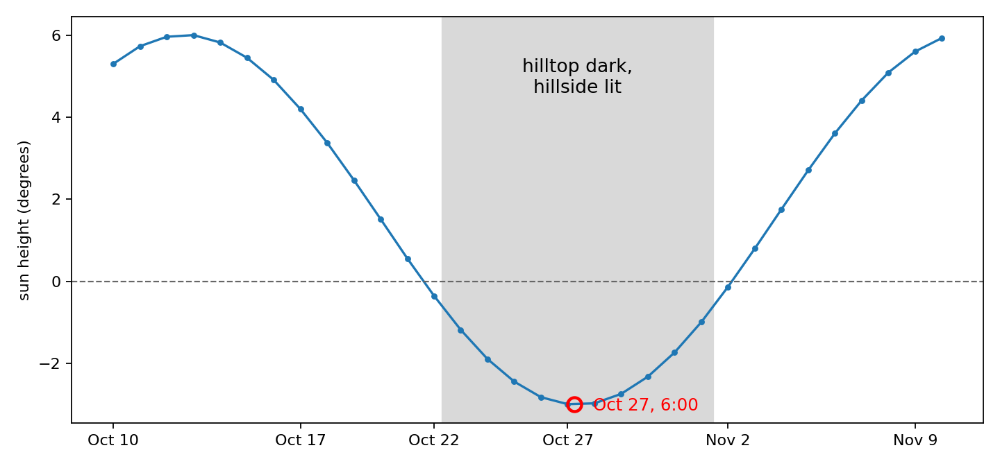 6
4
2
0
−2
sun height (degrees)
hilltop dark,
hillside lit
Oct 27, 6:00
Oct 10
Oct 17
Oct 22
Oct 27
Nov 2
Nov 9